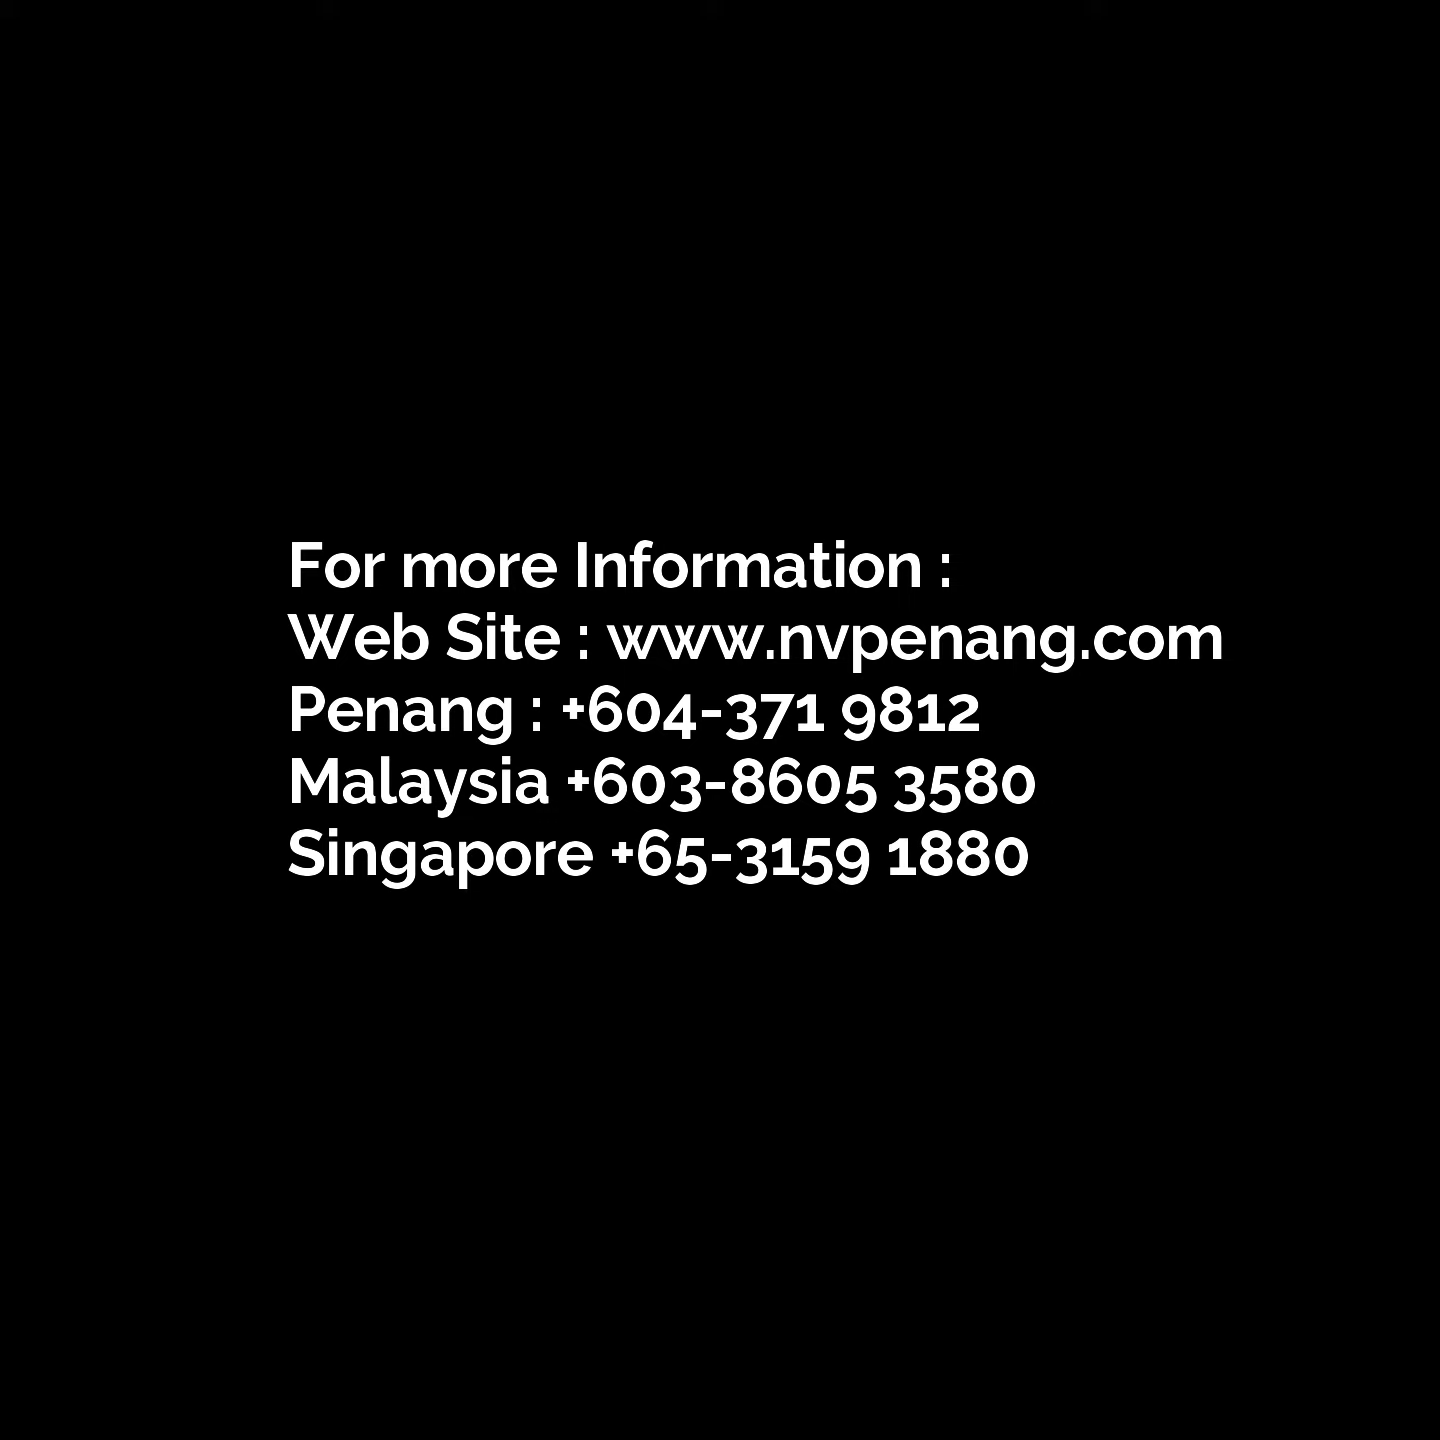 For more Information :
Web Site : www.nvpenang.com
Penang : +604-371 9812
Malaysia +603-8605 3580
Singapore +65-3159 1880